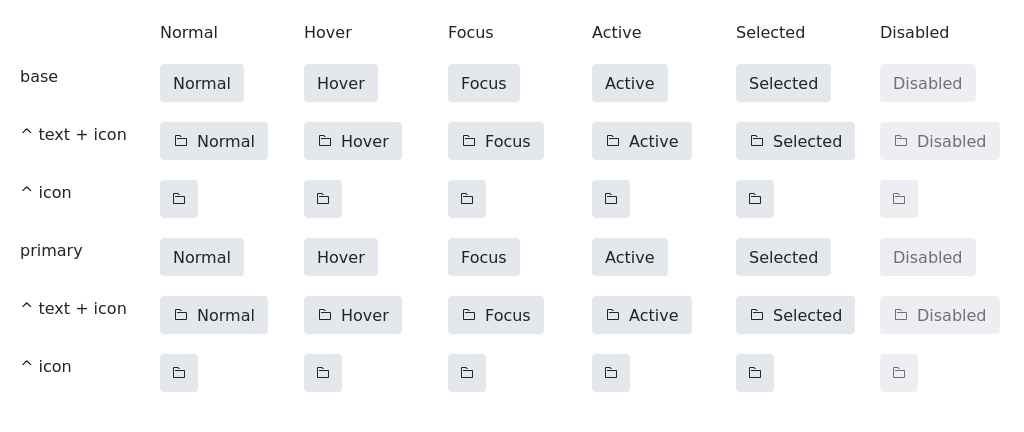 Normal Hover Focus Active Selected Disabled
base Normal Hover Focus Active Selected Disabled
^ text + icon Normal Hover Focus Active Selected Disabled
^ icon
primary Normal Hover Focus Active Selected Disabled
^ text + icon Normal Hover Focus Active Selected Disabled
^ icon